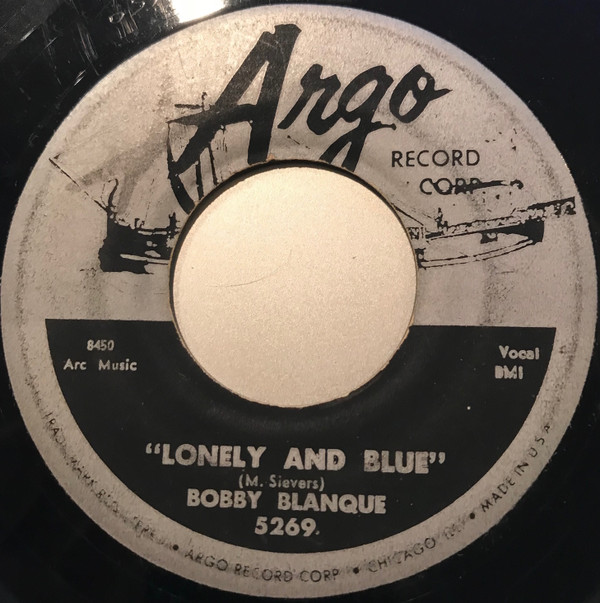 Argo
RECORD
CORP
8450
Arc Music
Vocal
BMI
"LONELY AND BLUE"
(M. Sievers)
BOBBY BLANQUE
5269.
• ARGO RECORD CORP • CHICAGO • MADE IN U.S.A.